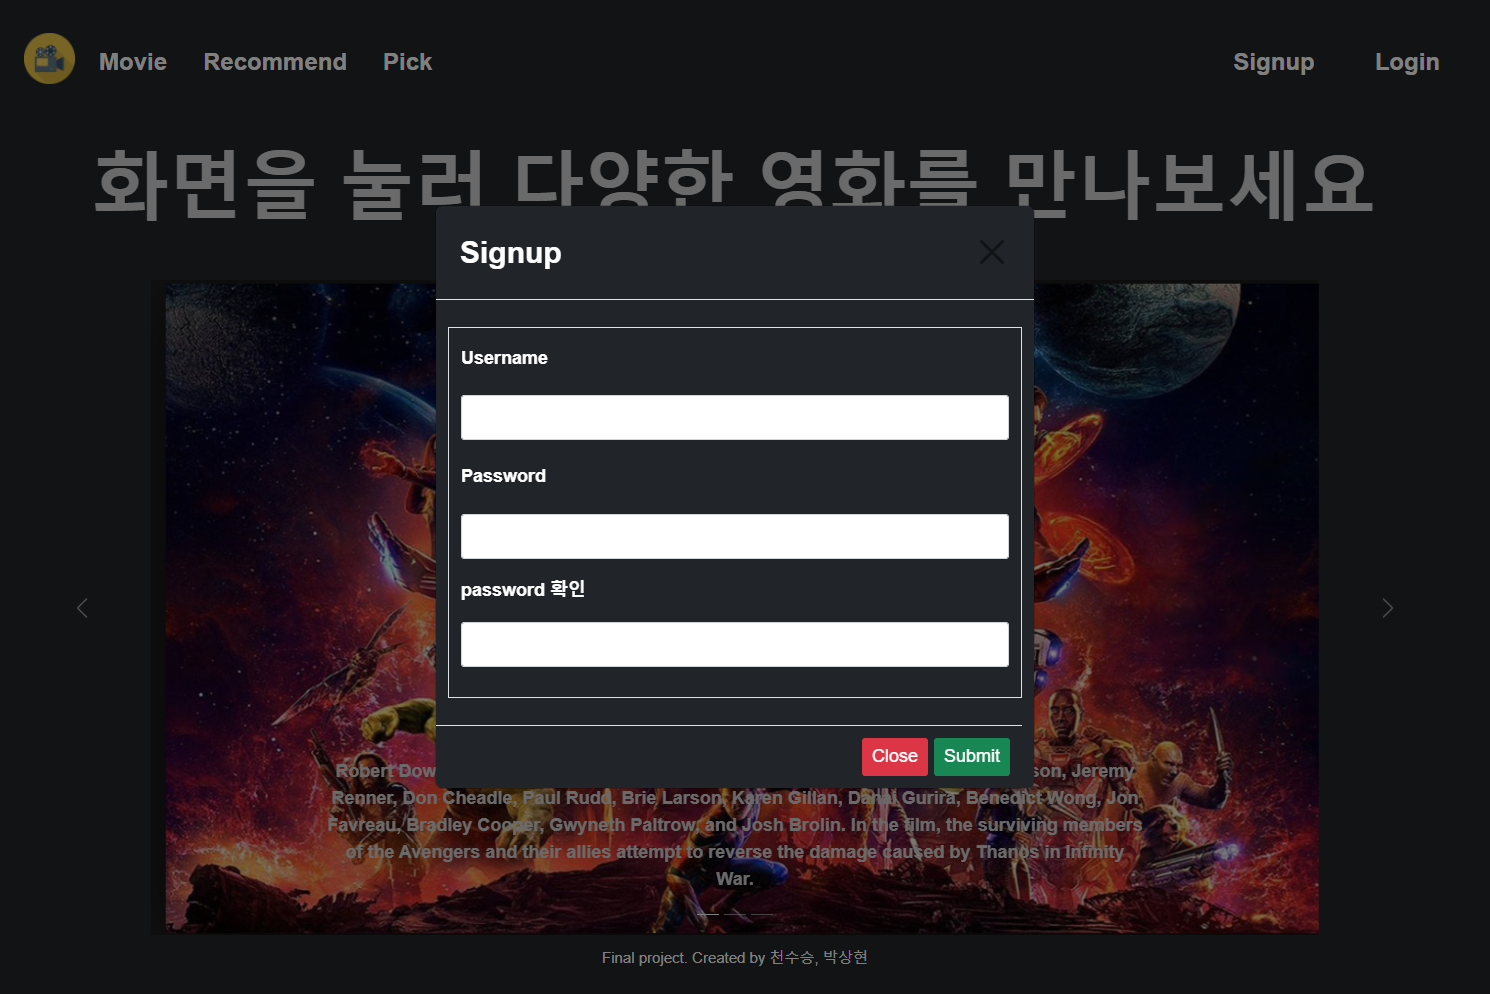 Movie Recommend Pick Signup Login
화면을 눌러 다양한 영화를 만나보세요
Signup
Username
Password
password 확인
Close Submit
Robert Dow son, Jeremy
Renner, Don Cheadle, Paul Rudd, Brie Larson, Karen Gillan, Danai Gurira, Benedict Wong, Jon
Favreau, Bradley Cooper, Gwyneth Paltrow, and Josh Brolin. In the film, the surviving members
of the Avengers and their allies attempt to reverse the damage caused by Thanos in Infinity
War.
Final project. Created by 천수승, 박상현